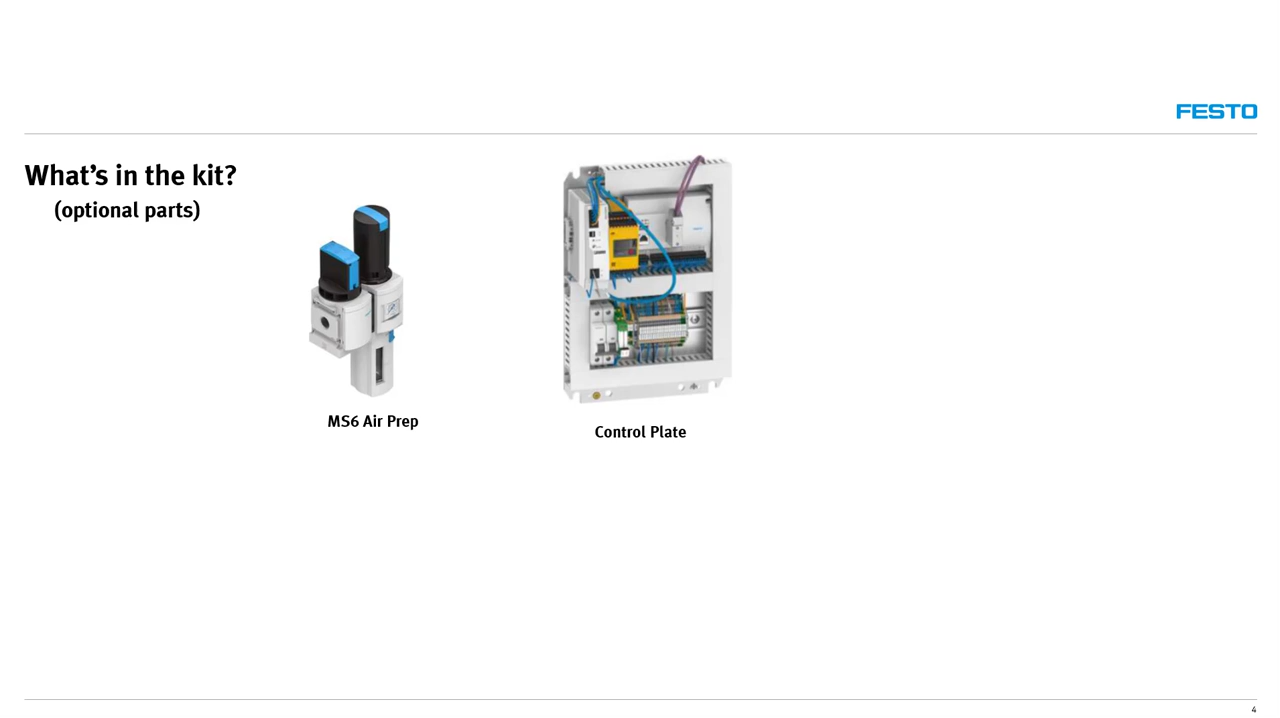 FESTO
What's in the kit?
(optional parts)
MS6 Air Prep
Control Plate
4